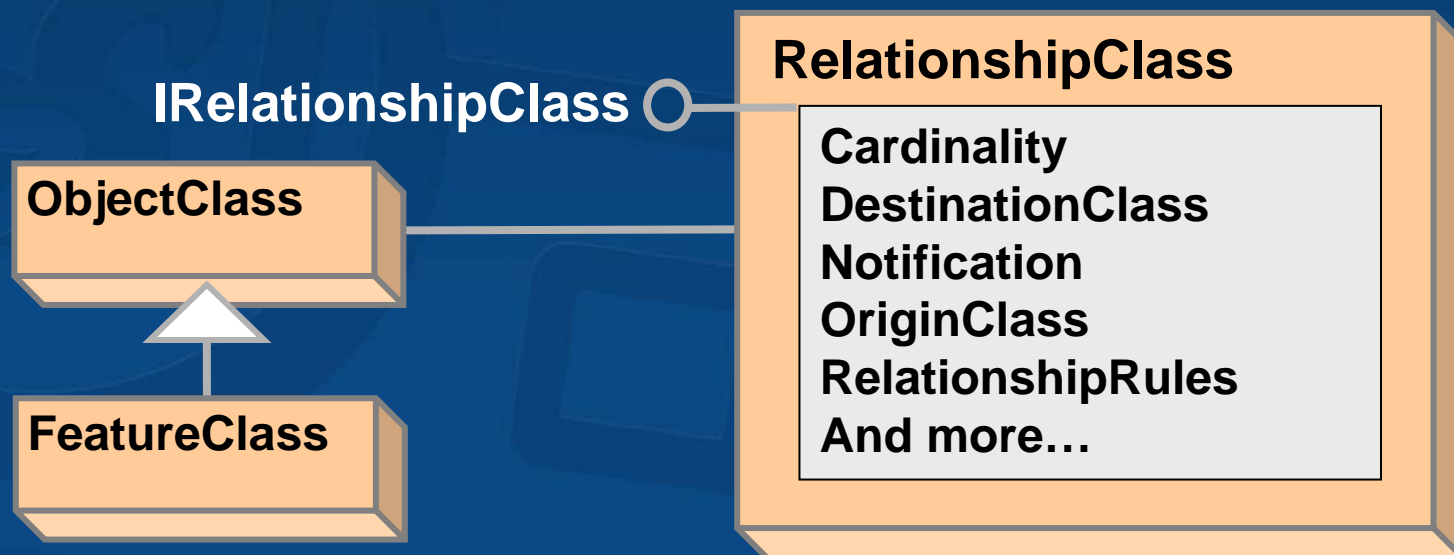 RelationshipClass
IRelationshipClass
Cardinality
DestinationClass
Notification
OriginClass
RelationshipRules
And more…
ObjectClass
FeatureClass